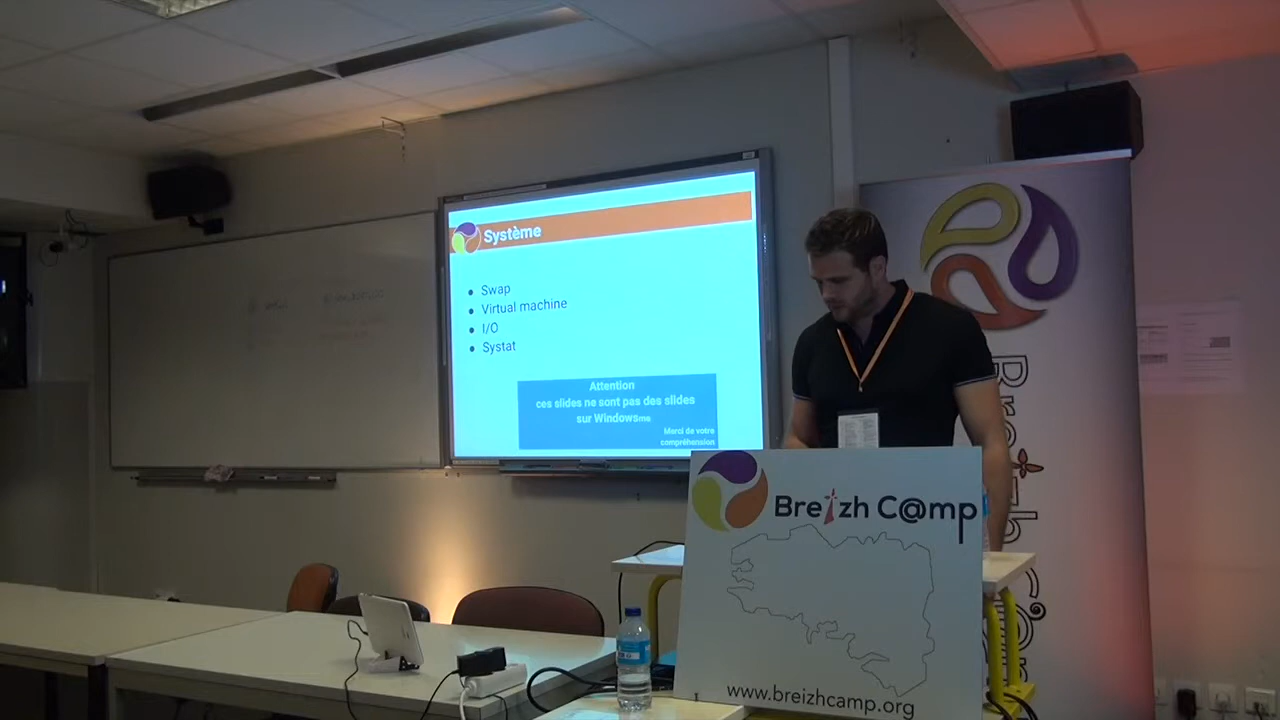 Système
Swap
Virtual machine
I/O
Systat
Attention
ces slides ne sont pas des slides
sur Windowsme
Merci de votre
compréhension
Breizh C@mp
www.breizhcamp.org
Breizh C@